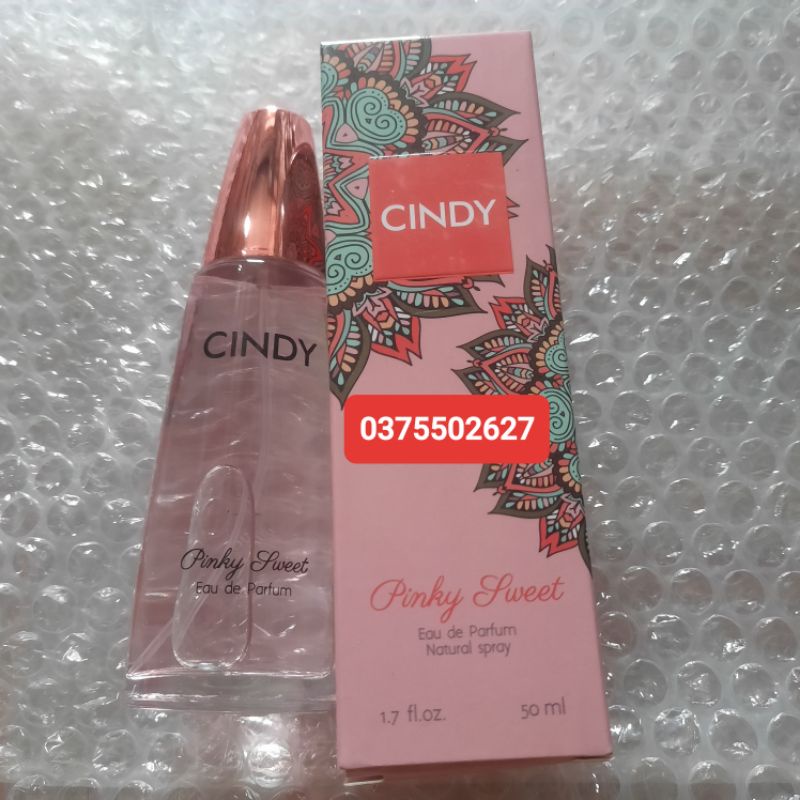 CINDY
Pinky Sweet
Eau de Parfum
CINDY
0375502627
Pinky Sweet
Eau de Parfum
Natural spray
1.7 fl.oz.
50 ml